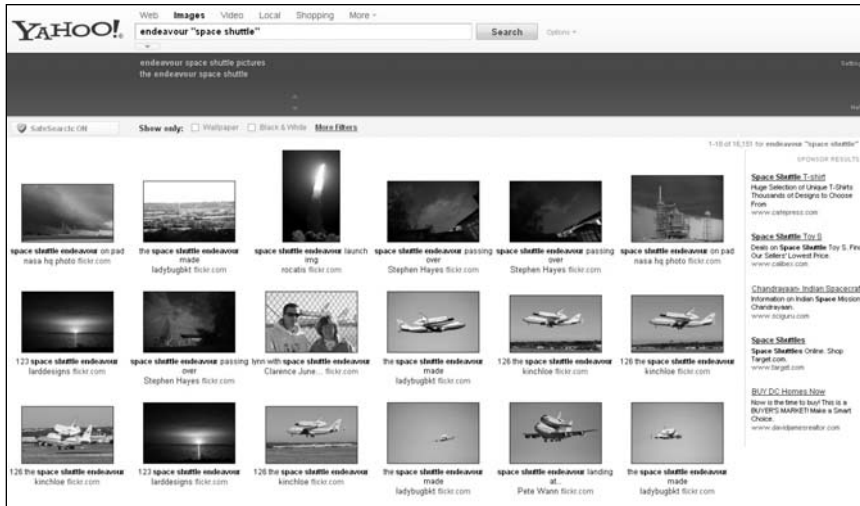 Web Images Video Local Shopping More
YAHOO!
endeavour "space shuttle"
Search
Options
endeavour space shuttle pictures
the endeavour space shuttle
SafeSearch: ON
Show only: Wallpaper Black & White More Filters
1-18 of 16,151 for endeavour "space shuttle"
space shuttle endeavour on pad
nasa hq photo flickr.com
the space shuttle endeavour
made
ladybugbkt flickr.com
space shuttle endeavour launch
img
rocatis flickr.com
space shuttle endeavour passing
over
Stephen Hayes flickr.com
space shuttle endeavour passing
over
Stephen Hayes flickr.com
space shuttle endeavour on pad
nasa hq photo flickr.com
123 space shuttle endeavour
larddesigns flickr.com
space shuttle endeavour passing
over
Stephen Hayes flickr.com
lynn with space shuttle endeavour
Clarence June... flickr.com
the space shuttle endeavour
made
ladybugbkt flickr.com
126 the space shuttle endeavour
kinchloe flickr.com
126 the space shuttle endeavour
kinchloe flickr.com
126 the space shuttle endeavour
kinchloe flickr.com
123 space shuttle endeavour
larddesigns flickr.com
126 the space shuttle endeavour
kinchloe flickr.com
the space shuttle endeavour
made
ladybugbkt flickr.com
space shuttle endeavour landing
at...
Pete Wann flickr.com
the space shuttle endeavour
made
ladybugbkt flickr.com
SPONSOR RESULTS
Space Shuttle T-shirt
Huge Selection of Unique T-Shirts
Thousands of Designs to Choose
From
www.cafepress.com
Space Shuttle Toy S
Deals on Space Shuttle Toy S. Find
Our Sellers' Lowest Price.
www.calibex.com
Chandrayaan- Indian Spacecraft
Information on Indian Space Mission
Chandrayaan.
www.sciguru.com
Space Shuttles
Space Shuttles Online. Shop
Target.com.
www.target.com
BUY DC Homes Now
Now is the time to buy! This is a
BUYER'S MARKET! Make a Smart
Choice.
www.davidjamesrealtor.com